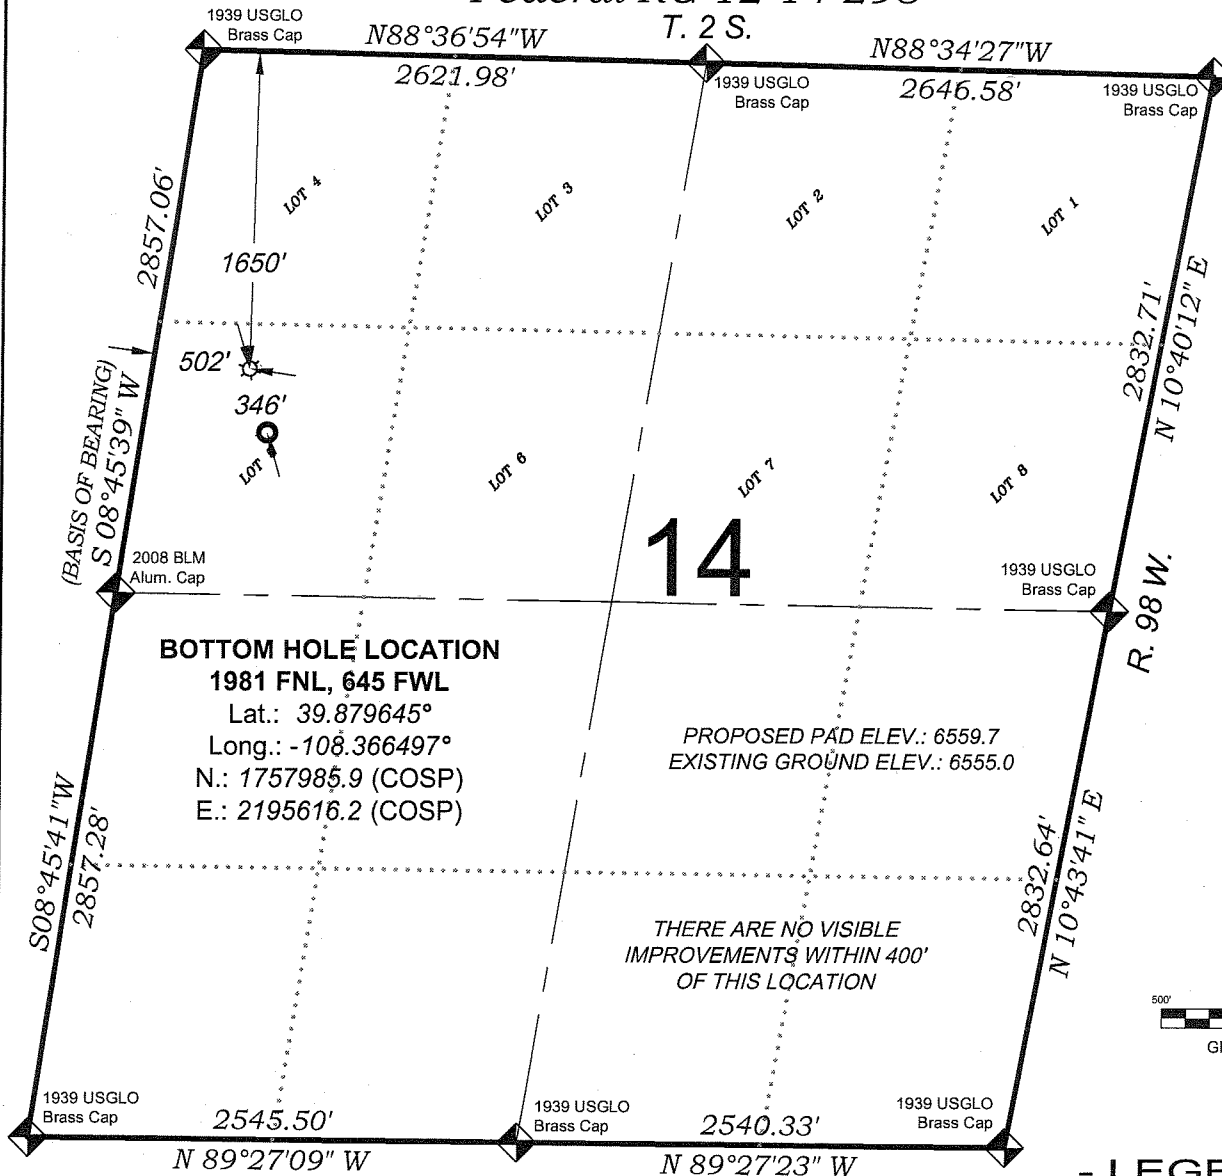 T. 2 S.
1939 USGLO
Brass Cap
N88°36'54"W
2621.98'
1939 USGLO
Brass Cap
N88°34'27"W
2646.58'
1939 USGLO
Brass Cap
2857.06'
LOT 4
LOT 3
LOT 2
LOT 1
1650'
502'
346'
2832.71'
N 10°40'12" E
(BASIS OF BEARING)
S 08°45'39" W
LOT
LOT 6
LOT 7
LOT 8
14
2008 BLM
Alum. Cap
1939 USGLO
Brass Cap
R. 98 W.
BOTTOM HOLE LOCATION
1981 FNL, 645 FWL
Lat.: 39.879645°
Long.: -108.366497°
N.: 1757985.9 (COSP)
E.: 2195616.2 (COSP)
PROPOSED PAD ELEV.: 6559.7
EXISTING GROUND ELEV.: 6555.0
S08°45'41"W
2857.28'
2832.64'
N 10°43'41" E
THERE ARE NO VISIBLE
IMPROVEMENTS WITHIN 400'
OF THIS LOCATION
500'
1939 USGLO
Brass Cap
2545.50'
N 89°27'09" W
1939 USGLO
Brass Cap
2540.33'
N 89°27'23" W
1939 USGLO
Brass Cap